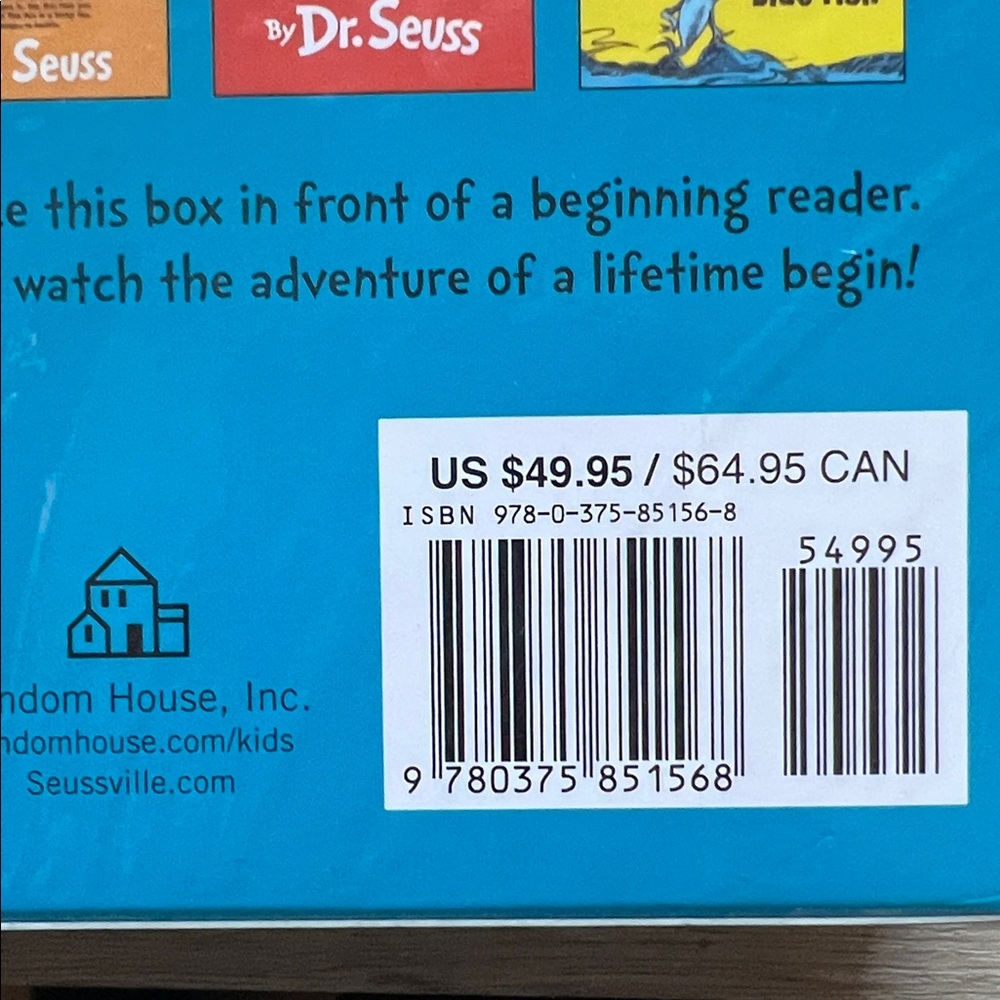 Seuss
By Dr. Seuss
this box in front of a beginning reader.
watch the adventure of a lifetime begin!
US $49.95 / $64.95 CAN
ISBN 978-0-375-85156-8
54995
9 780375 851568
ndom House, Inc.
ndomhouse.com/kids
Seussville.com